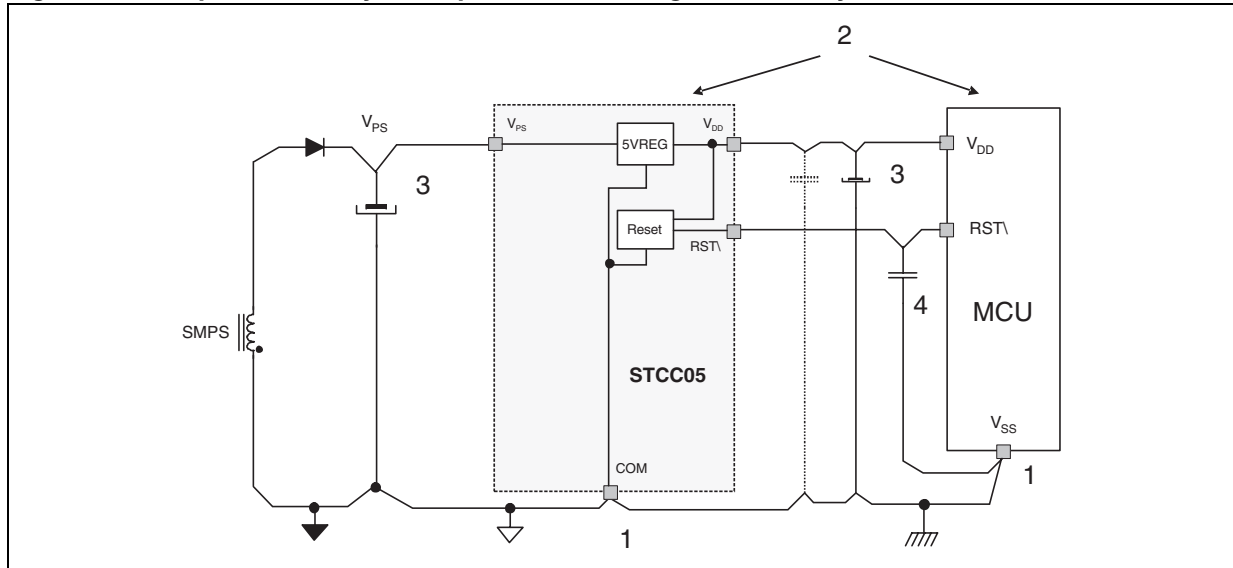 2
V_PS
V_PS
5VREG
V_DD
V_DD
3
3
Reset
RST\
RST\
4
MCU
SMPS
STCC05
V_SS
COM
1
1